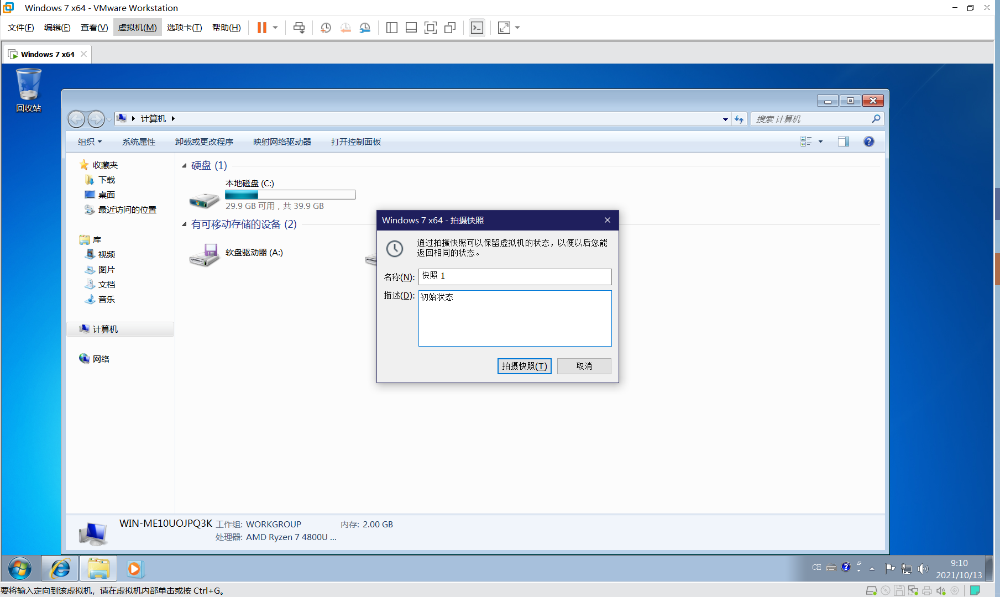 Windows 7 x64 - VMware Workstation
文件(F) 编辑(E) 查看(V) 虚拟机(M) 选项卡(T) 帮助(H)
Windows 7 x64
回收站
计算机
搜索 计算机
组织 系统属性 卸载或更改程序 映射网络驱动器 打开控制面板
收藏夹
下载
桌面
最近访问的位置
库
视频
图片
文档
音乐
计算机
网络
硬盘 (1)
本地磁盘 (C:)
29.9 GB 可用，共 39.9 GB
有可移动存储的设备 (2)
软盘驱动器 (A:)
Windows 7 x64 - 拍摄快照
通过拍摄快照可以保留虚拟机的状态，以便以后您能
返回相同的状态。
名称(N): 快照 1
描述(D): 初始状态
拍摄快照(T) 取消
WIN-ME10UOJPQ3K 工作组: WORKGROUP 内存: 2.00 GB
处理器: AMD Ryzen 7 4800U ...
CH
9:10
2021/10/13
要将输入定向到该虚拟机，请在虚拟机内部单击或按 Ctrl+G。